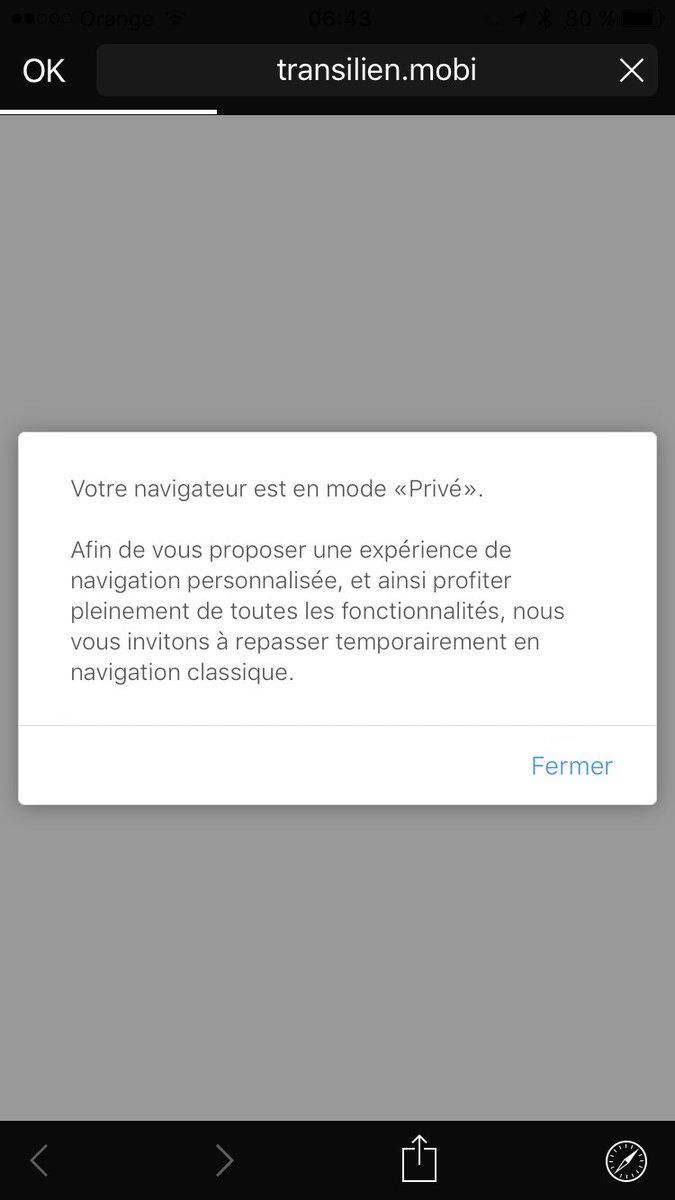 Orange 06:43 80 %
OK transilien.mobi
Votre navigateur est en mode «Privé».
Afin de vous proposer une expérience de
navigation personnalisée, et ainsi profiter
pleinement de toutes les fonctionnalités, nous
vous invitons à repasser temporairement en
navigation classique.
Fermer